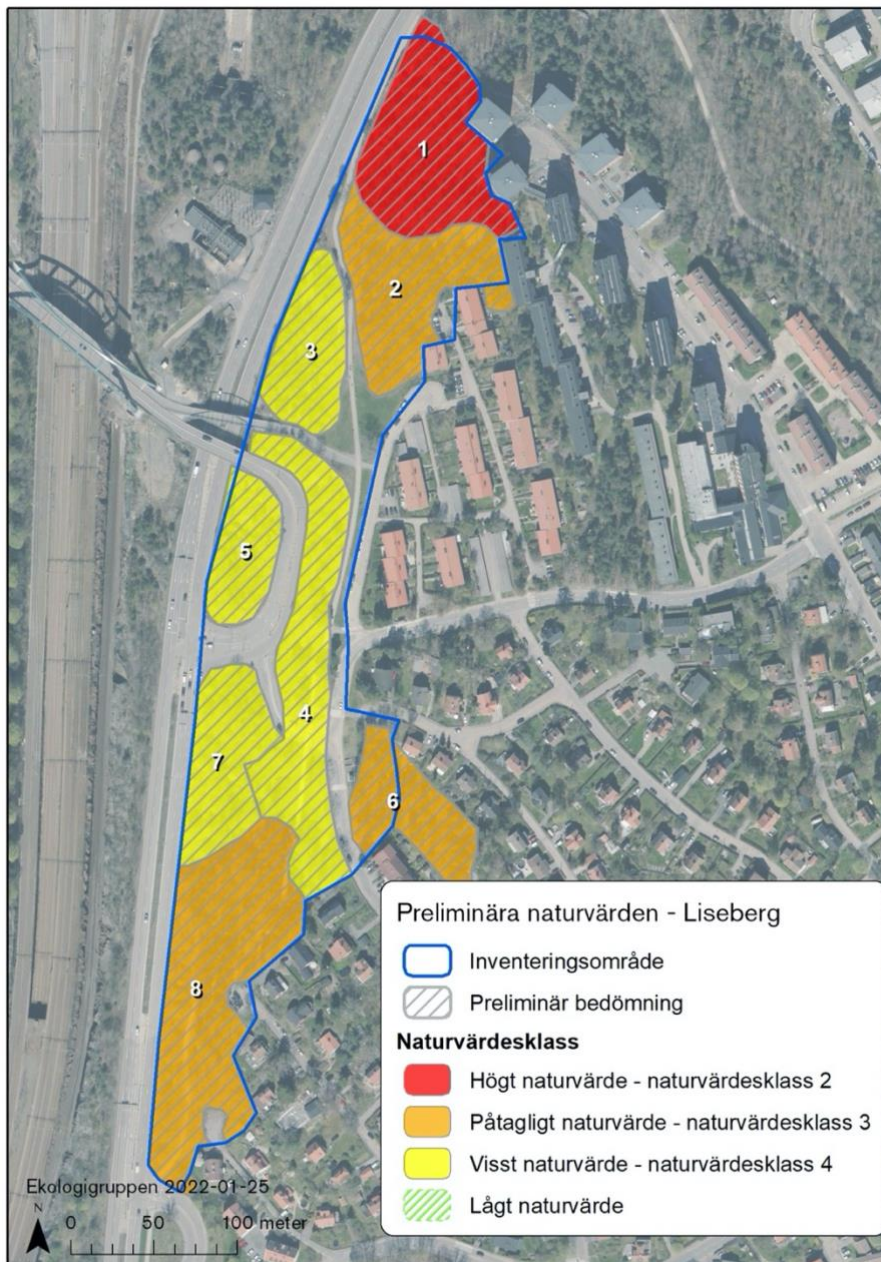 1
2
3
5
4
7
6
8
Preliminära naturvärden - Liseberg
Inventeringsområde
Preliminär bedömning
Naturvärdesklass
Högt naturvärde - naturvärdesklass 2
Påtagligt naturvärde - naturvärdesklass 3
Visst naturvärde - naturvärdesklass 4
Lågt naturvärde
Ekologigruppen 2022-01-25
N
0 50 100 meter